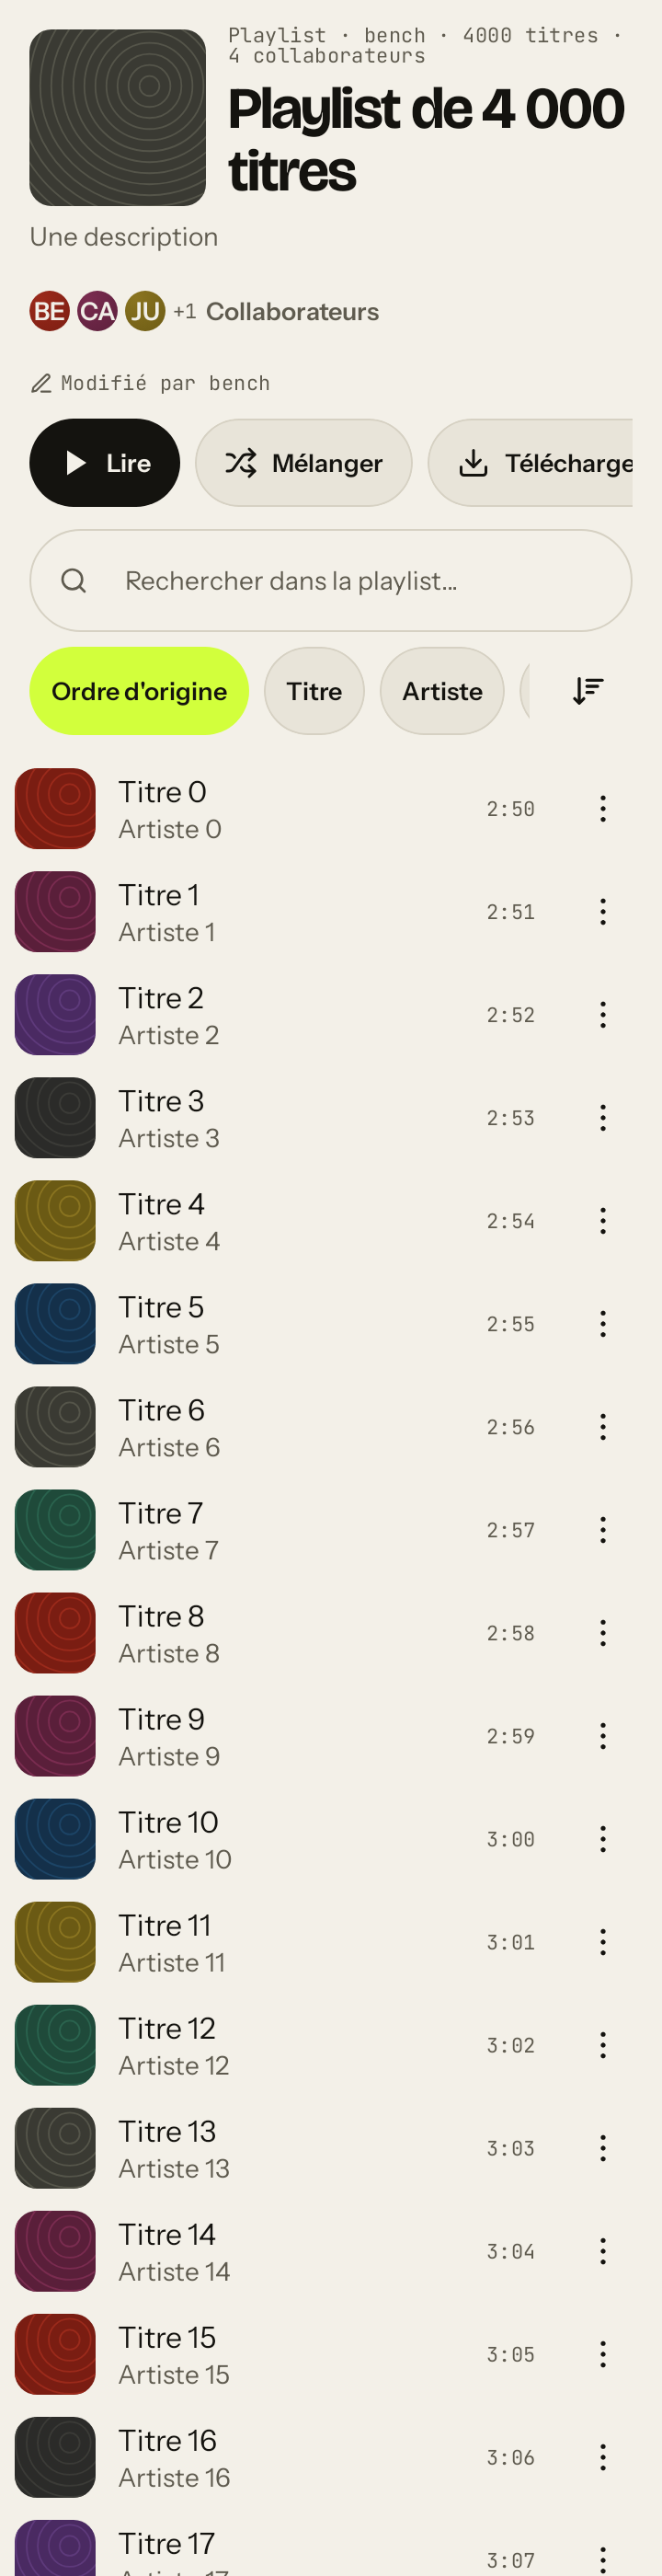 Playlist · bench · 4000 titres ·
4 collaborateurs
Playlist de 4 000
titres
Une description
BE CA JU +1 Collaborateurs
Modifié par bench
Lire Mélanger Télécharge
Rechercher dans la playlist…
Ordre d'origine Titre Artiste
Titre 0
Artiste 0
2:50
Titre 1
Artiste 1
2:51
Titre 2
Artiste 2
2:52
Titre 3
Artiste 3
2:53
Titre 4
Artiste 4
2:54
Titre 5
Artiste 5
2:55
Titre 6
Artiste 6
2:56
Titre 7
Artiste 7
2:57
Titre 8
Artiste 8
2:58
Titre 9
Artiste 9
2:59
Titre 10
Artiste 10
3:00
Titre 11
Artiste 11
3:01
Titre 12
Artiste 12
3:02
Titre 13
Artiste 13
3:03
Titre 14
Artiste 14
3:04
Titre 15
Artiste 15
3:05
Titre 16
Artiste 16
3:06
Titre 17
3:07